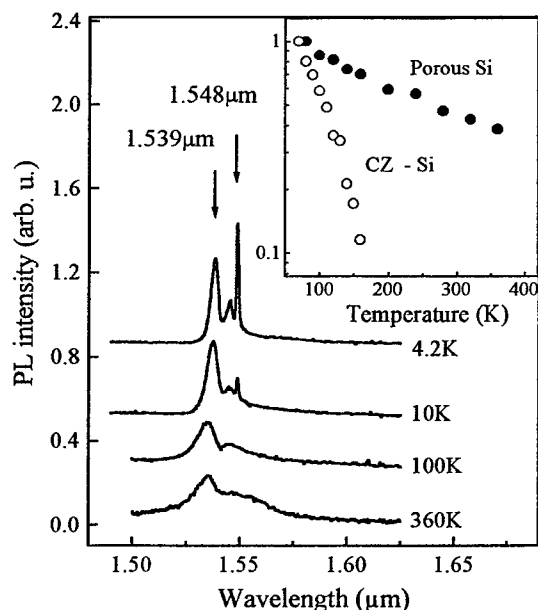 PL intensity (arb. u.)
2.4
2.0
1.6
1.2
0.8
0.4
0.0
1.548µm
1.539µm
4.2K
10K
100K
360K
1.50
1.55
1.60
1.65
Wavelength (µm)
1
0.1
Porous Si
CZ - Si
100
200
300
400
Temperature (K)